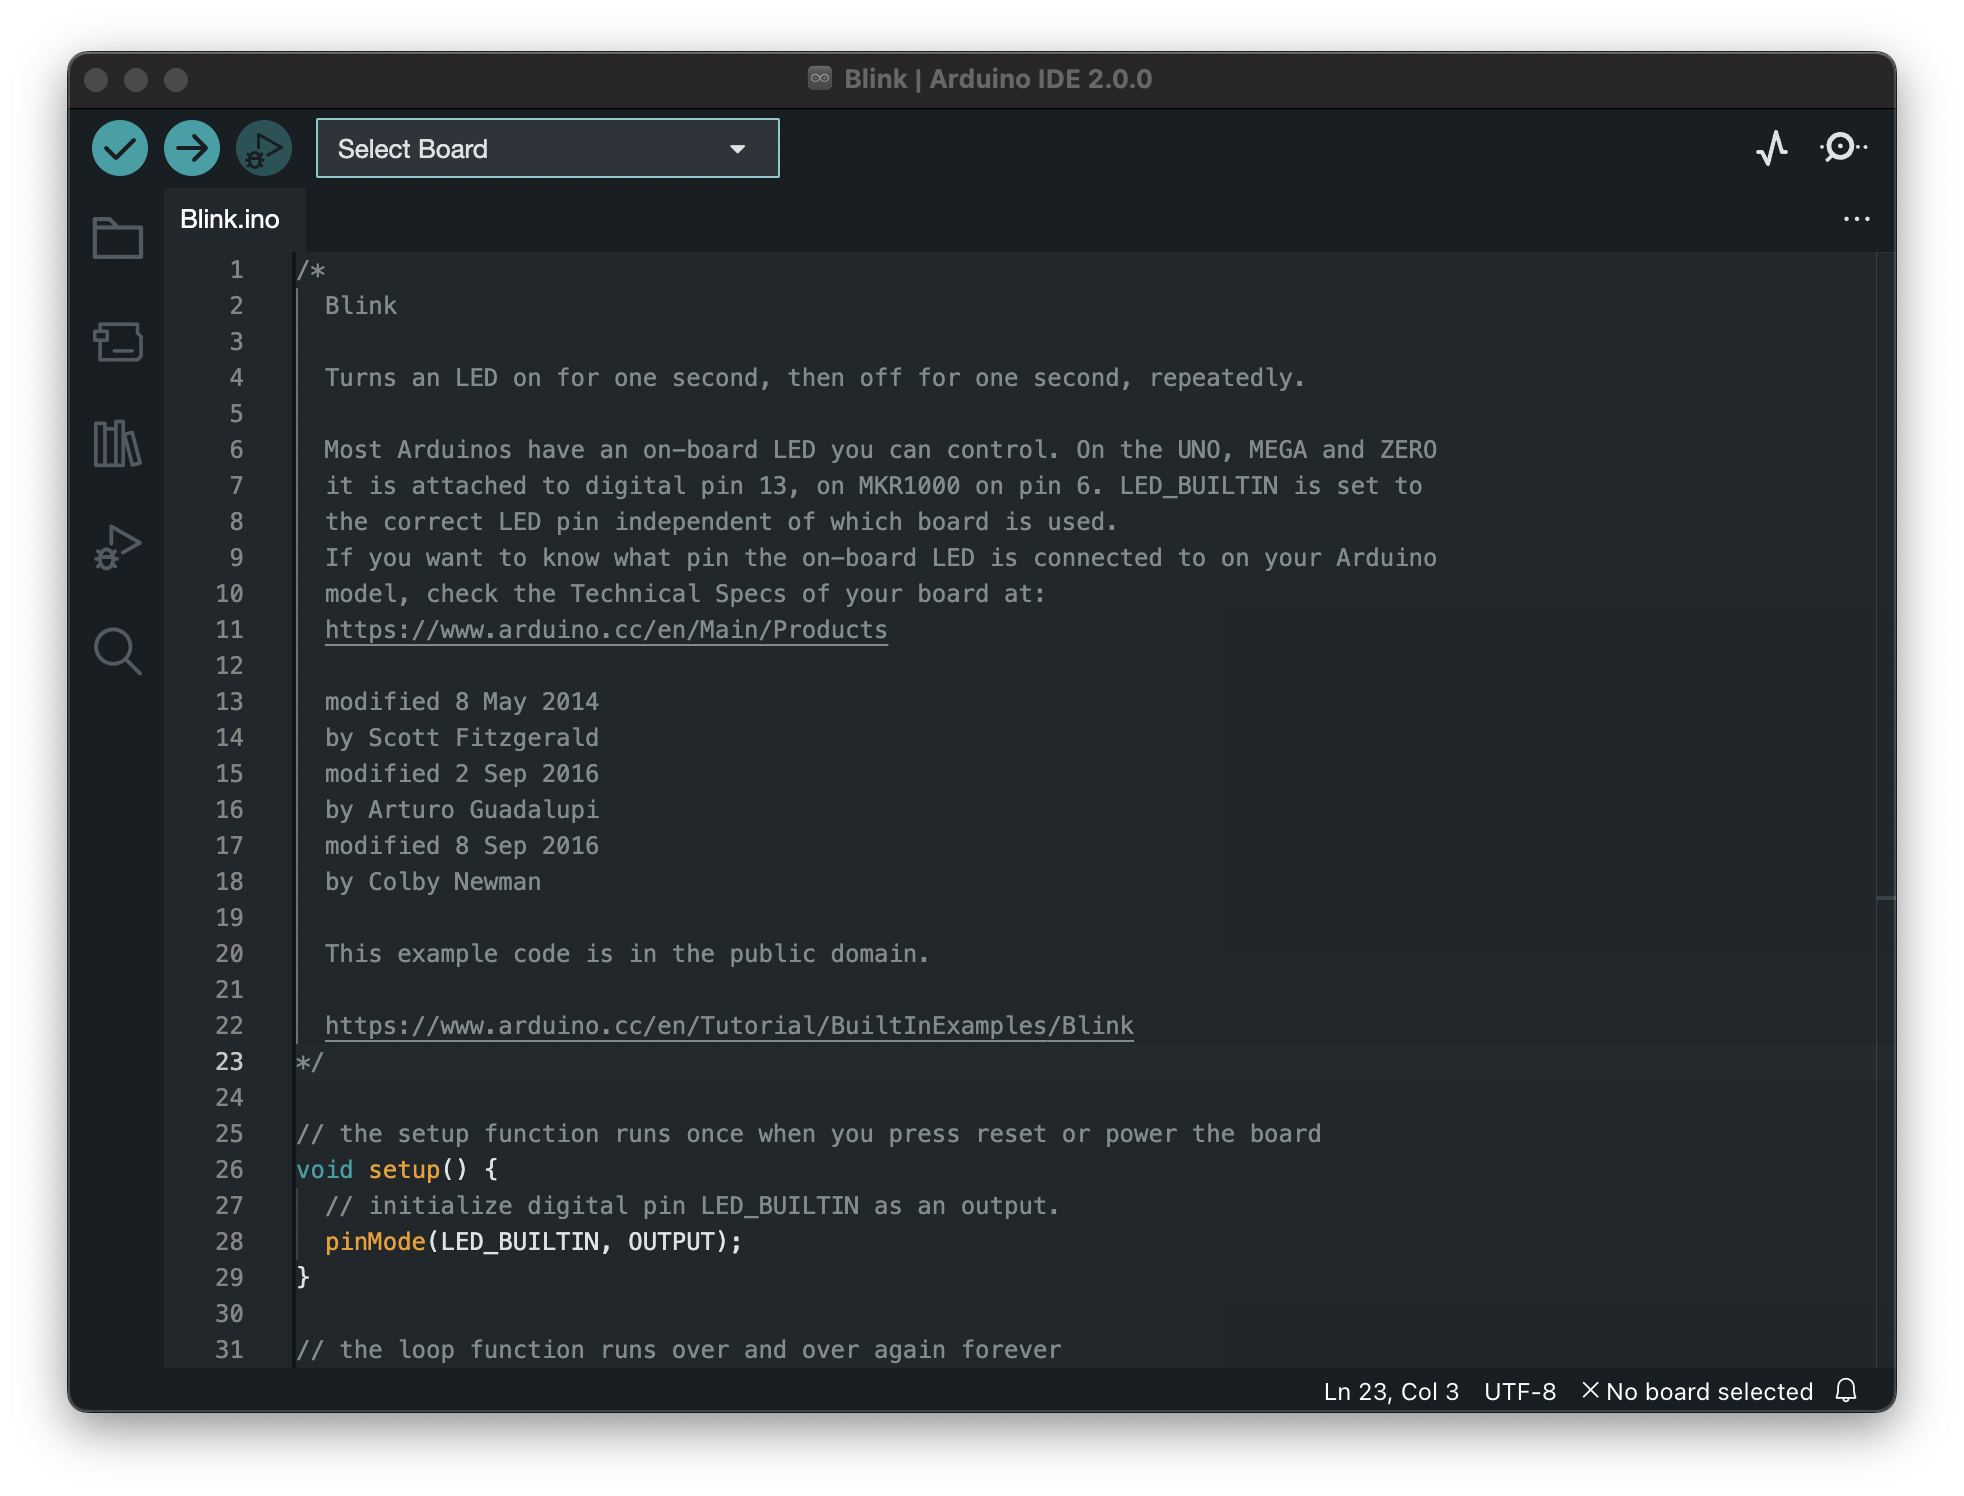 Blink | Arduino IDE 2.0.0
Select Board
Blink.ino
1 /*
2 Blink
3
4 Turns an LED on for one second, then off for one second, repeatedly.
5
6 Most Arduinos have an on-board LED you can control. On the UNO, MEGA and ZERO
7 it is attached to digital pin 13, on MKR1000 on pin 6. LED_BUILTIN is set to
8 the correct LED pin independent of which board is used.
9 If you want to know what pin the on-board LED is connected to on your Arduino
10 model, check the Technical Specs of your board at:
11 https://www.arduino.cc/en/Main/Products
12
13 modified 8 May 2014
14 by Scott Fitzgerald
15 modified 2 Sep 2016
16 by Arturo Guadalupi
17 modified 8 Sep 2016
18 by Colby Newman
19
20 This example code is in the public domain.
21
22 https://www.arduino.cc/en/Tutorial/BuiltInExamples/Blink
23 */
24
25 // the setup function runs once when you press reset or power the board
26 void setup() {
27 // initialize digital pin LED_BUILTIN as an output.
28 pinMode(LED_BUILTIN, OUTPUT);
29 }
30
31 // the loop function runs over and over again forever
Ln 23, Col 3 UTF-8 No board selected